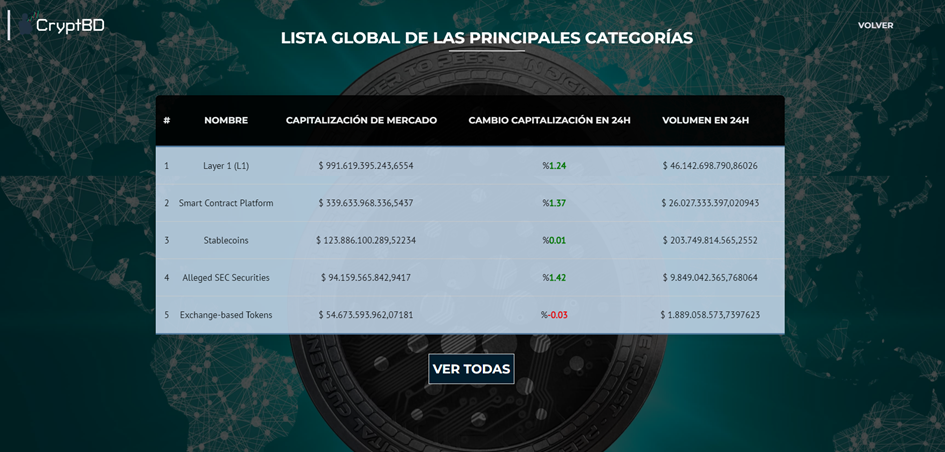 CryptBD
VOLVER
LISTA GLOBAL DE LAS PRINCIPALES CATEGORÍAS
# NOMBRE CAPITALIZACIÓN DE MERCADO CAMBIO CAPITALIZACIÓN EN 24H VOLUMEN EN 24H
1 Layer 1 (L1) $ 991.619.395.243,6554 %1.24 $ 46.142.698.790,86026
2 Smart Contract Platform $ 339.633.968.336,5437 %1.37 $ 26.027.333.397,020943
3 Stablecoins $ 123.886.100.289,52234 %0.01 $ 203.749.814.565,2552
4 Alleged SEC Securities $ 94.159.565.842,9417 %1.42 $ 9.849.042.365,768064
5 Exchange-based Tokens $ 54.673.593.962,07181 %-0.03 $ 1.889.058.573,7397623
VER TODAS